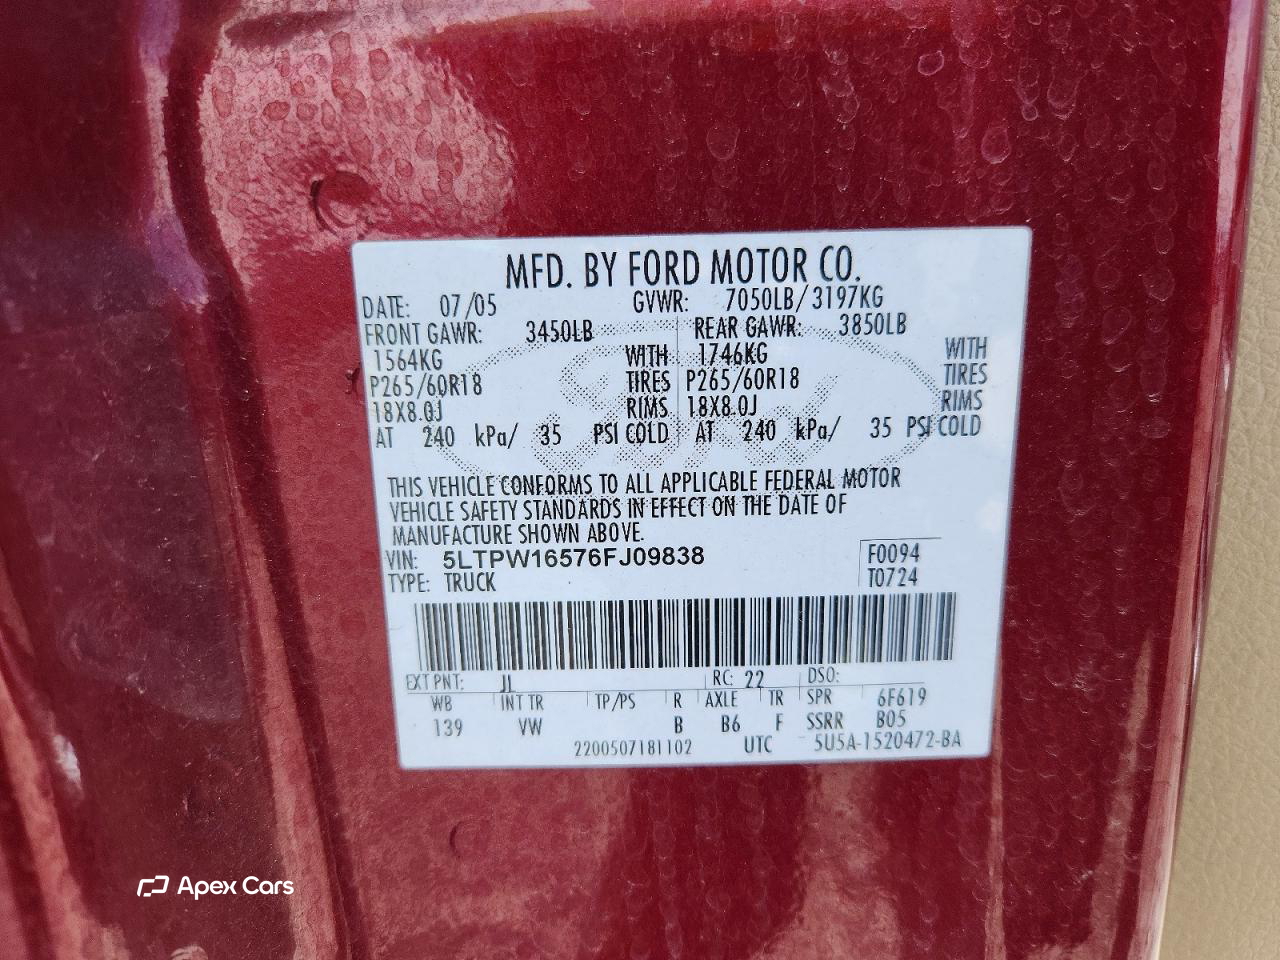 MFD. BY FORD MOTOR CO.
DATE: 07/05 GVWR: 7050LB/3197KG
FRONT GAWR: 3450LB REAR GAWR: 3850LB
1564KG WITH 1746KG WITH
P265/60R18 TIRES P265/60R18 TIRES
18X8.0J RIMS 18X8.0J RIMS
AT 240 kPa/ 35 PSI COLD AT 240 kPa/ 35 PSI COLD
THIS VEHICLE CONFORMS TO ALL APPLICABLE FEDERAL MOTOR
VEHICLE SAFETY STANDARDS IN EFFECT ON THE DATE OF
MANUFACTURE SHOWN ABOVE.
VIN: 5LTPW16576FJ09838 F0094
TYPE: TRUCK T0724
EXT PNT: JL RC: 22 DSO:
WB INT TR TP/PS R AXLE TR SPR 6F619
139 VW B B6 F SSRR B05
2200507181102 UTC 5U5A-1520472-BA
Apex Cars